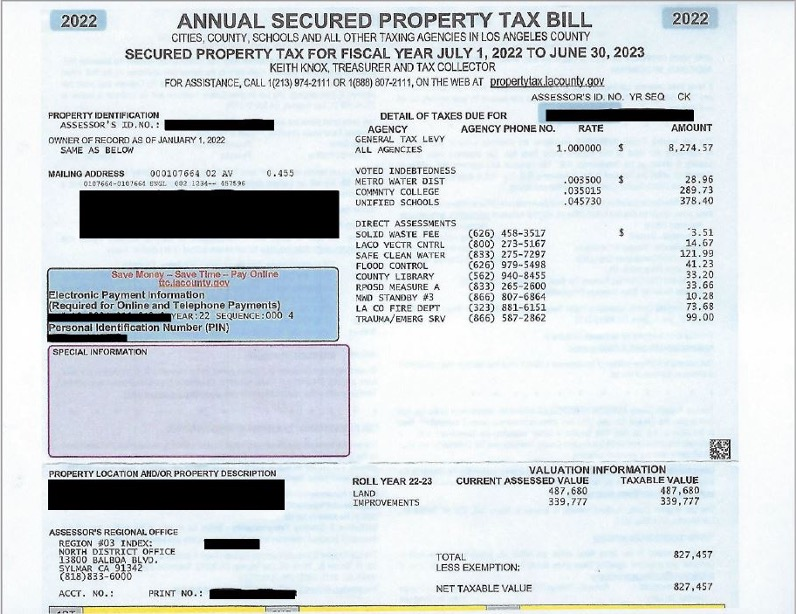 2022 ANNUAL SECURED PROPERTY TAX BILL 2022
CITIES, COUNTY, SCHOOLS AND ALL OTHER TAXING AGENCIES IN LOS ANGELES COUNTY
SECURED PROPERTY TAX FOR FISCAL YEAR JULY 1, 2022 TO JUNE 30, 2023
KEITH KNOX, TREASURER AND TAX COLLECTOR
FOR ASSISTANCE, CALL 1(213) 974-2111 OR 1(888) 807-2111, ON THE WEB AT propertytax.lacounty.gov
ASSESSOR'S ID. NO. YR SEQ CK
PROPERTY IDENTIFICATION
ASSESSOR'S ID.NO.:
OWNER OF RECORD AS OF JANUARY 1, 2022
SAME AS BELOW
MAILING ADDRESS 000107664 02 AV 0.455
0107664-0107664 ENGL 002 1234-- 457596
Save Money – Save Time – Pay Online
ttc.lacounty.gov
Electronic Payment Information
(Required for Online and Telephone Payments)
YEAR:22 SEQUENCE:000 4
Personal Identification Number (PIN)
SPECIAL INFORMATION
DETAIL OF TAXES DUE FOR
AGENCY AGENCY PHONE NO. RATE AMOUNT
GENERAL TAX LEVY
ALL AGENCIES 1.000000 $ 8,274.57
VOTED INDEBTEDNESS
METRO WATER DIST .003500 $ 28.96
COMMNTY COLLEGE .035015 289.73
UNIFIED SCHOOLS .045730 378.40
DIRECT ASSESSMENTS
SOLID WASTE FEE (626) 458-3517 $ 3.51
LACO VECTR CNTRL (800) 273-5167 14.67
SAFE CLEAN WATER (833) 275-7297 121.99
FLOOD CONTROL (626) 979-5498 41.23
COUNTY LIBRARY (562) 940-8455 33.20
RPOSD MEASURE A (833) 265-2600 33.66
MWD STANDBY #3 (866) 807-6864 10.28
LA CO FIRE DEPT (323) 881-6151 73.68
TRAUMA/EMERG SRV (866) 587-2862 99.00
PROPERTY LOCATION AND/OR PROPERTY DESCRIPTION
ASSESSOR'S REGIONAL OFFICE
REGION #03 INDEX:
NORTH DISTRICT OFFICE
13800 BALBOA BLVD.
SYLMAR CA 91342
(818)833-6000
ACCT. NO.: PRINT NO.:
VALUATION INFORMATION
ROLL YEAR 22-23 CURRENT ASSESSED VALUE TAXABLE VALUE
LAND 487,680 487,680
IMPROVEMENTS 339,777 339,777
TOTAL 827,457
LESS EXEMPTION:
NET TAXABLE VALUE 827,457